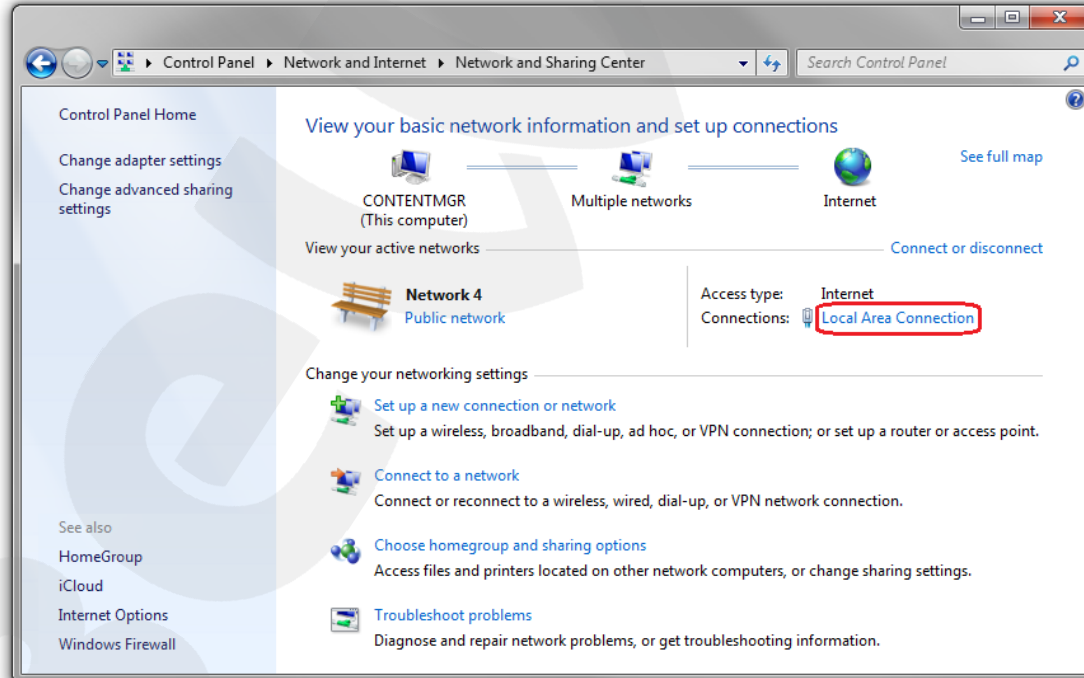 Control Panel ▸ Network and Internet ▸ Network and Sharing Center
Search Control Panel
Control Panel Home
Change adapter settings
Change advanced sharing
settings
See also
HomeGroup
iCloud
Internet Options
Windows Firewall
View your basic network information and set up connections
See full map
CONTENTMGR
(This computer)
Multiple networks
Internet
View your active networks
Connect or disconnect
Network 4
Public network
Access type: Internet
Connections: Local Area Connection
Change your networking settings
Set up a new connection or network
Set up a wireless, broadband, dial-up, ad hoc, or VPN connection; or set up a router or access point.
Connect to a network
Connect or reconnect to a wireless, wired, dial-up, or VPN network connection.
Choose homegroup and sharing options
Access files and printers located on other network computers, or change sharing settings.
Troubleshoot problems
Diagnose and repair network problems, or get troubleshooting information.